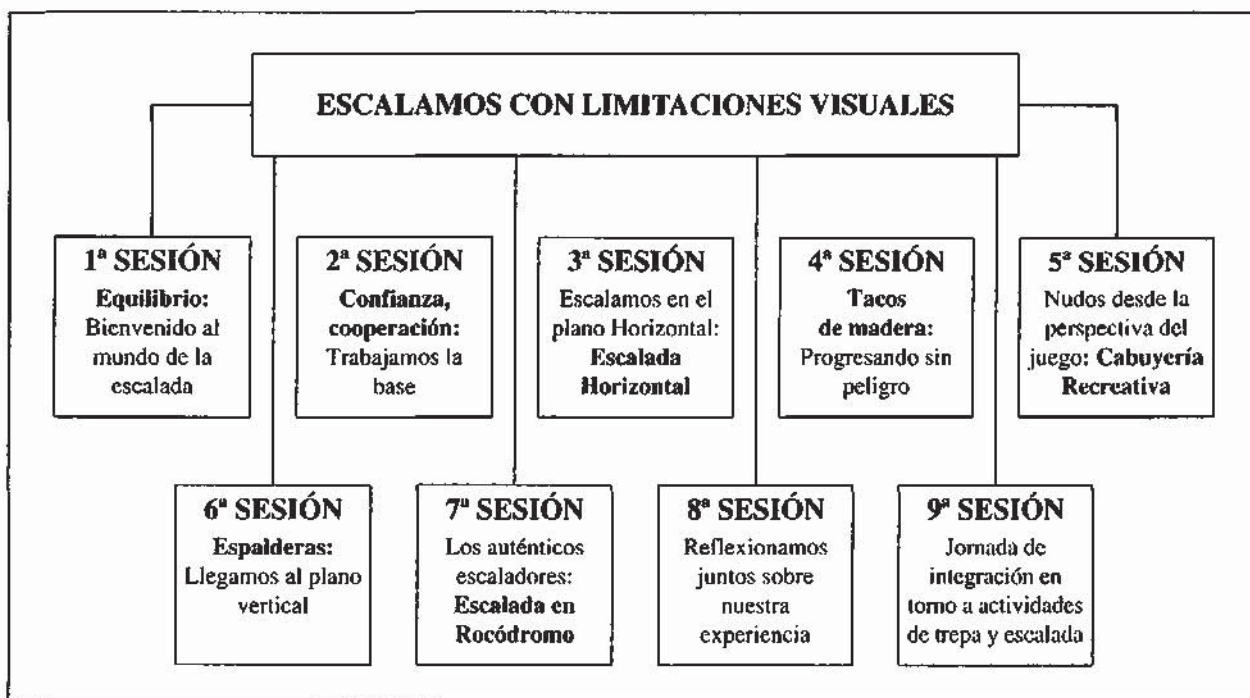 ESCALAMOS CON LIMITACIONES VISUALES
1ª SESIÓN
Equilibrio:
Bienvenido al
mundo de la
escalada
2ª SESIÓN
Confianza,
cooperación:
Trabajamos la
base
3ª SESIÓN
Escalamos en el
plano Horizontal:
Escalada
Horizontal
4ª SESIÓN
Tacos
de madera:
Progresando sin
peligro
5ª SESIÓN
Nudos desde la
perspectiva del
juego: Cabuyería
Recreativa
6ª SESIÓN
Espalderas:
Llegamos al plano
vertical
7ª SESIÓN
Los auténticos
escaladores:
Escalada en
Rocódromo
8ª SESIÓN
Reflexionamos
juntos sobre
nuestra
experiencia
9ª SESIÓN
Jornada de
integración en
torno a actividades
de trepa y escalada